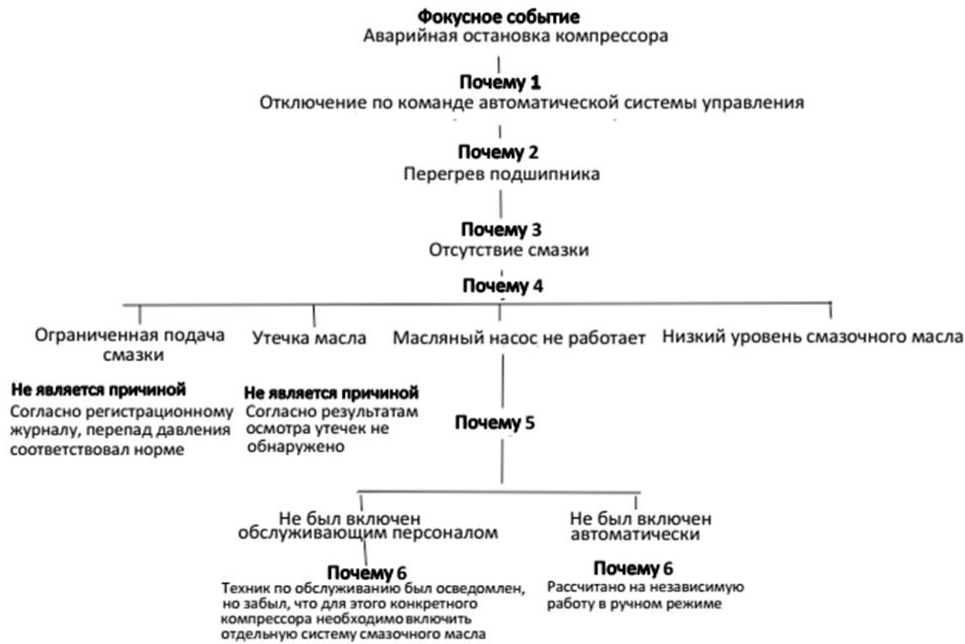 Фокусное событие
Аварийная остановка компрессора
Почему 1
Отключение по команде автоматической системы управления
Почему 2
Перегрев подшипника
Почему 3
Отсутствие смазки
Почему 4
Ограниченная подача
смазки
Утечка масла
Масляный насос не работает
Низкий уровень смазочного масла
Не является причиной
Согласно регистрационному
журналу, перепад давления
соответствовал норме
Не является причиной
Согласно результатам
осмотра утечек не
обнаружено
Почему 5
Не был включен
обслуживающим персоналом
Не был включен
автоматически
Почему 6
Техник по обслуживанию был осведомлен,
но забыл, что для этого конкретного
компрессора необходимо включить
отдельную систему смазочного масла
Почему 6
Рассчитано на независимую
работу в ручном режиме